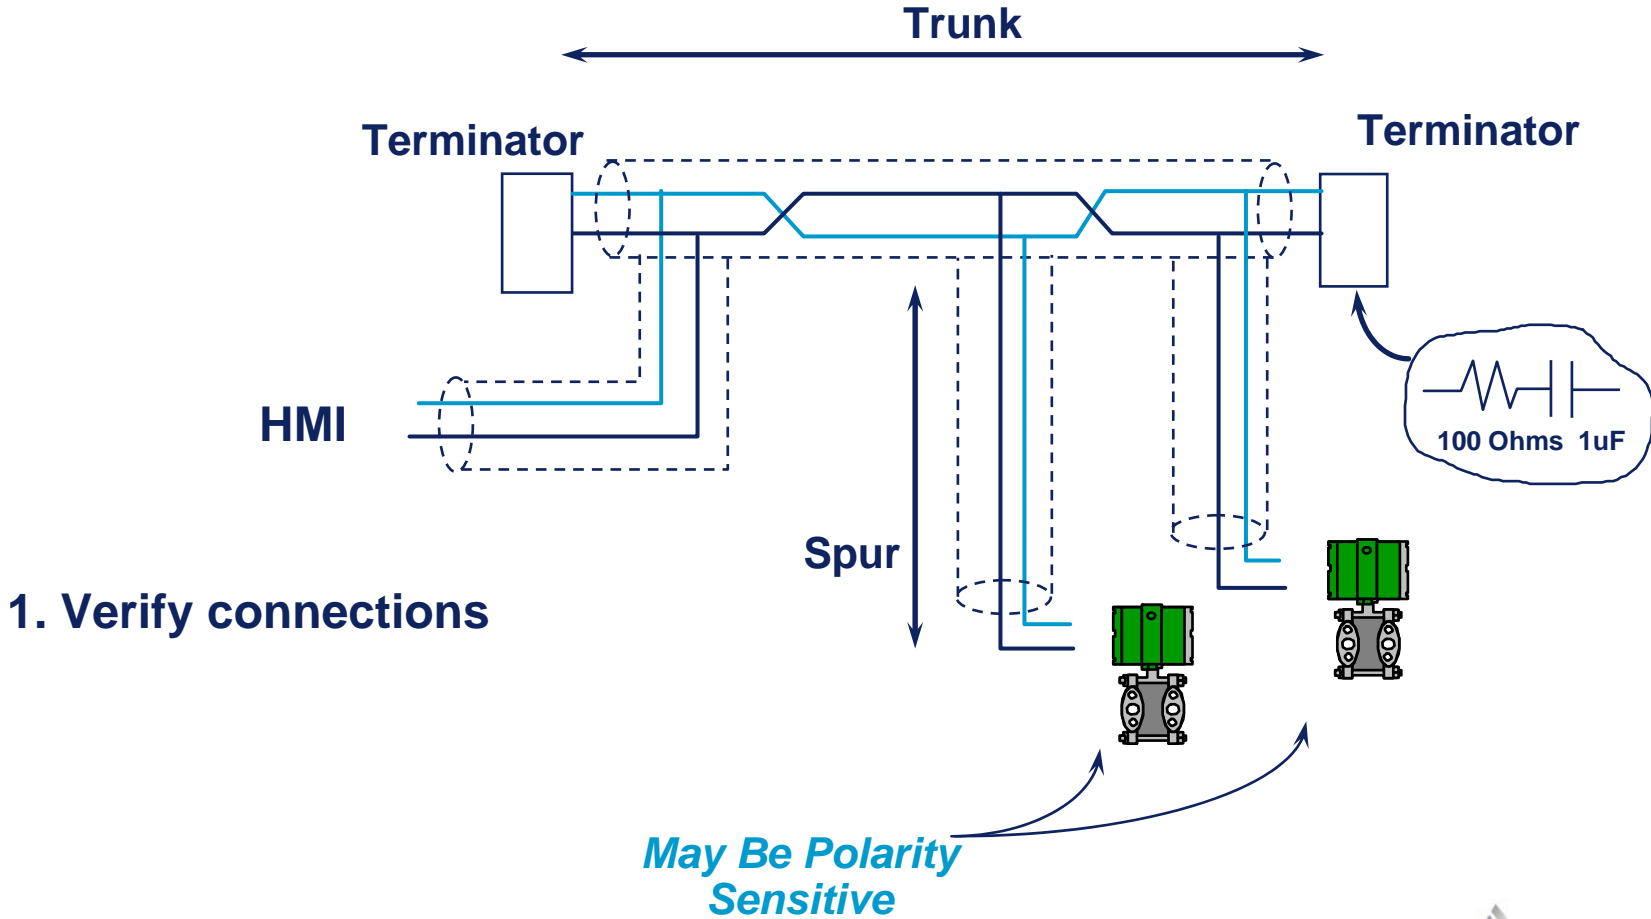 Trunk
Terminator
Terminator
HMI
100 Ohms 1uF
Spur
1. Verify connections
May Be Polarity
Sensitive